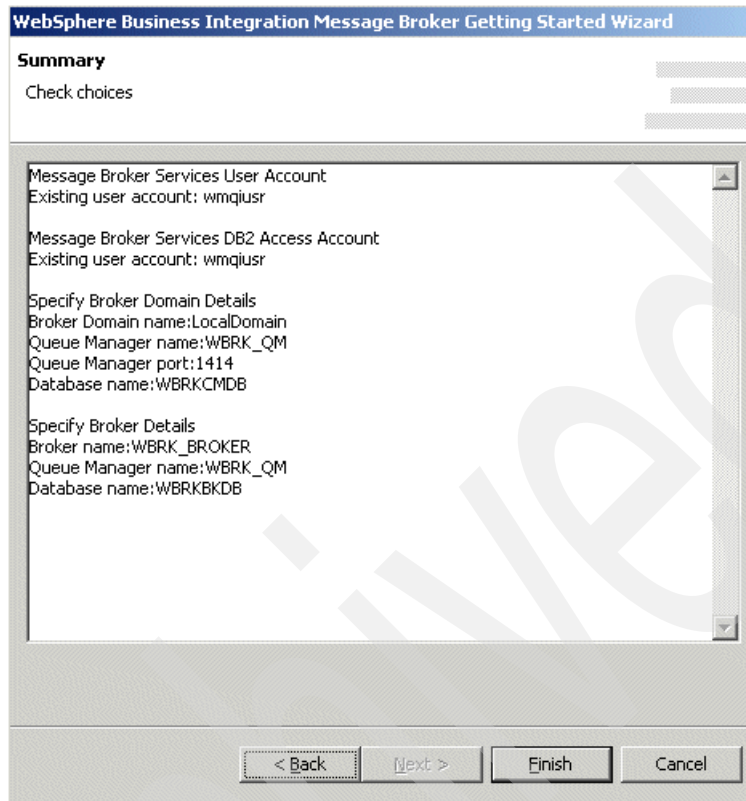 WebSphere Business Integration Message Broker Getting Started Wizard
Summary
Check choices
Message Broker Services User Account
Existing user account: wmqiusr
Message Broker Services DB2 Access Account
Existing user account: wmqiusr
Specify Broker Domain Details
Broker Domain name:LocalDomain
Queue Manager name:WBRK_QM
Queue Manager port:1414
Database name:WBRKCMDB
Specify Broker Details
Broker name:WBRK_BROKER
Queue Manager name:WBRK_QM
Database name:WBRKBKDB
< Back Next > Finish Cancel